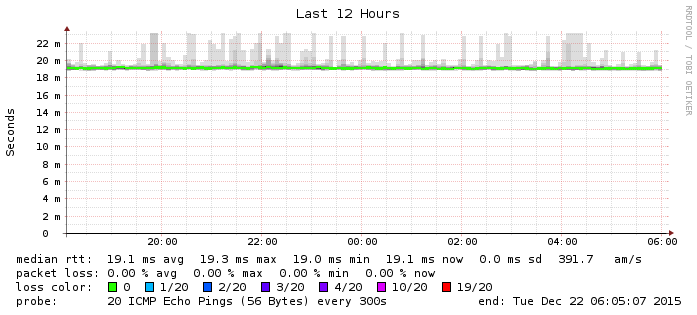 Last 12 Hours
RRDTOOL / TOBI OETIKER
Seconds
22 m
20 m
18 m
16 m
14 m
12 m
10 m
8 m
6 m
4 m
2 m
0
20:00 22:00 00:00 02:00 04:00 06:00
median rtt: 19.1 ms avg 19.3 ms max 19.0 ms min 19.1 ms now 0.0 ms sd 391.7 am/s
packet loss: 0.00 % avg 0.00 % max 0.00 % min 0.00 % now
loss color: 0 1/20 2/20 3/20 4/20 10/20 19/20
probe: 20 ICMP Echo Pings (56 Bytes) every 300s end: Tue Dec 22 06:05:07 2015